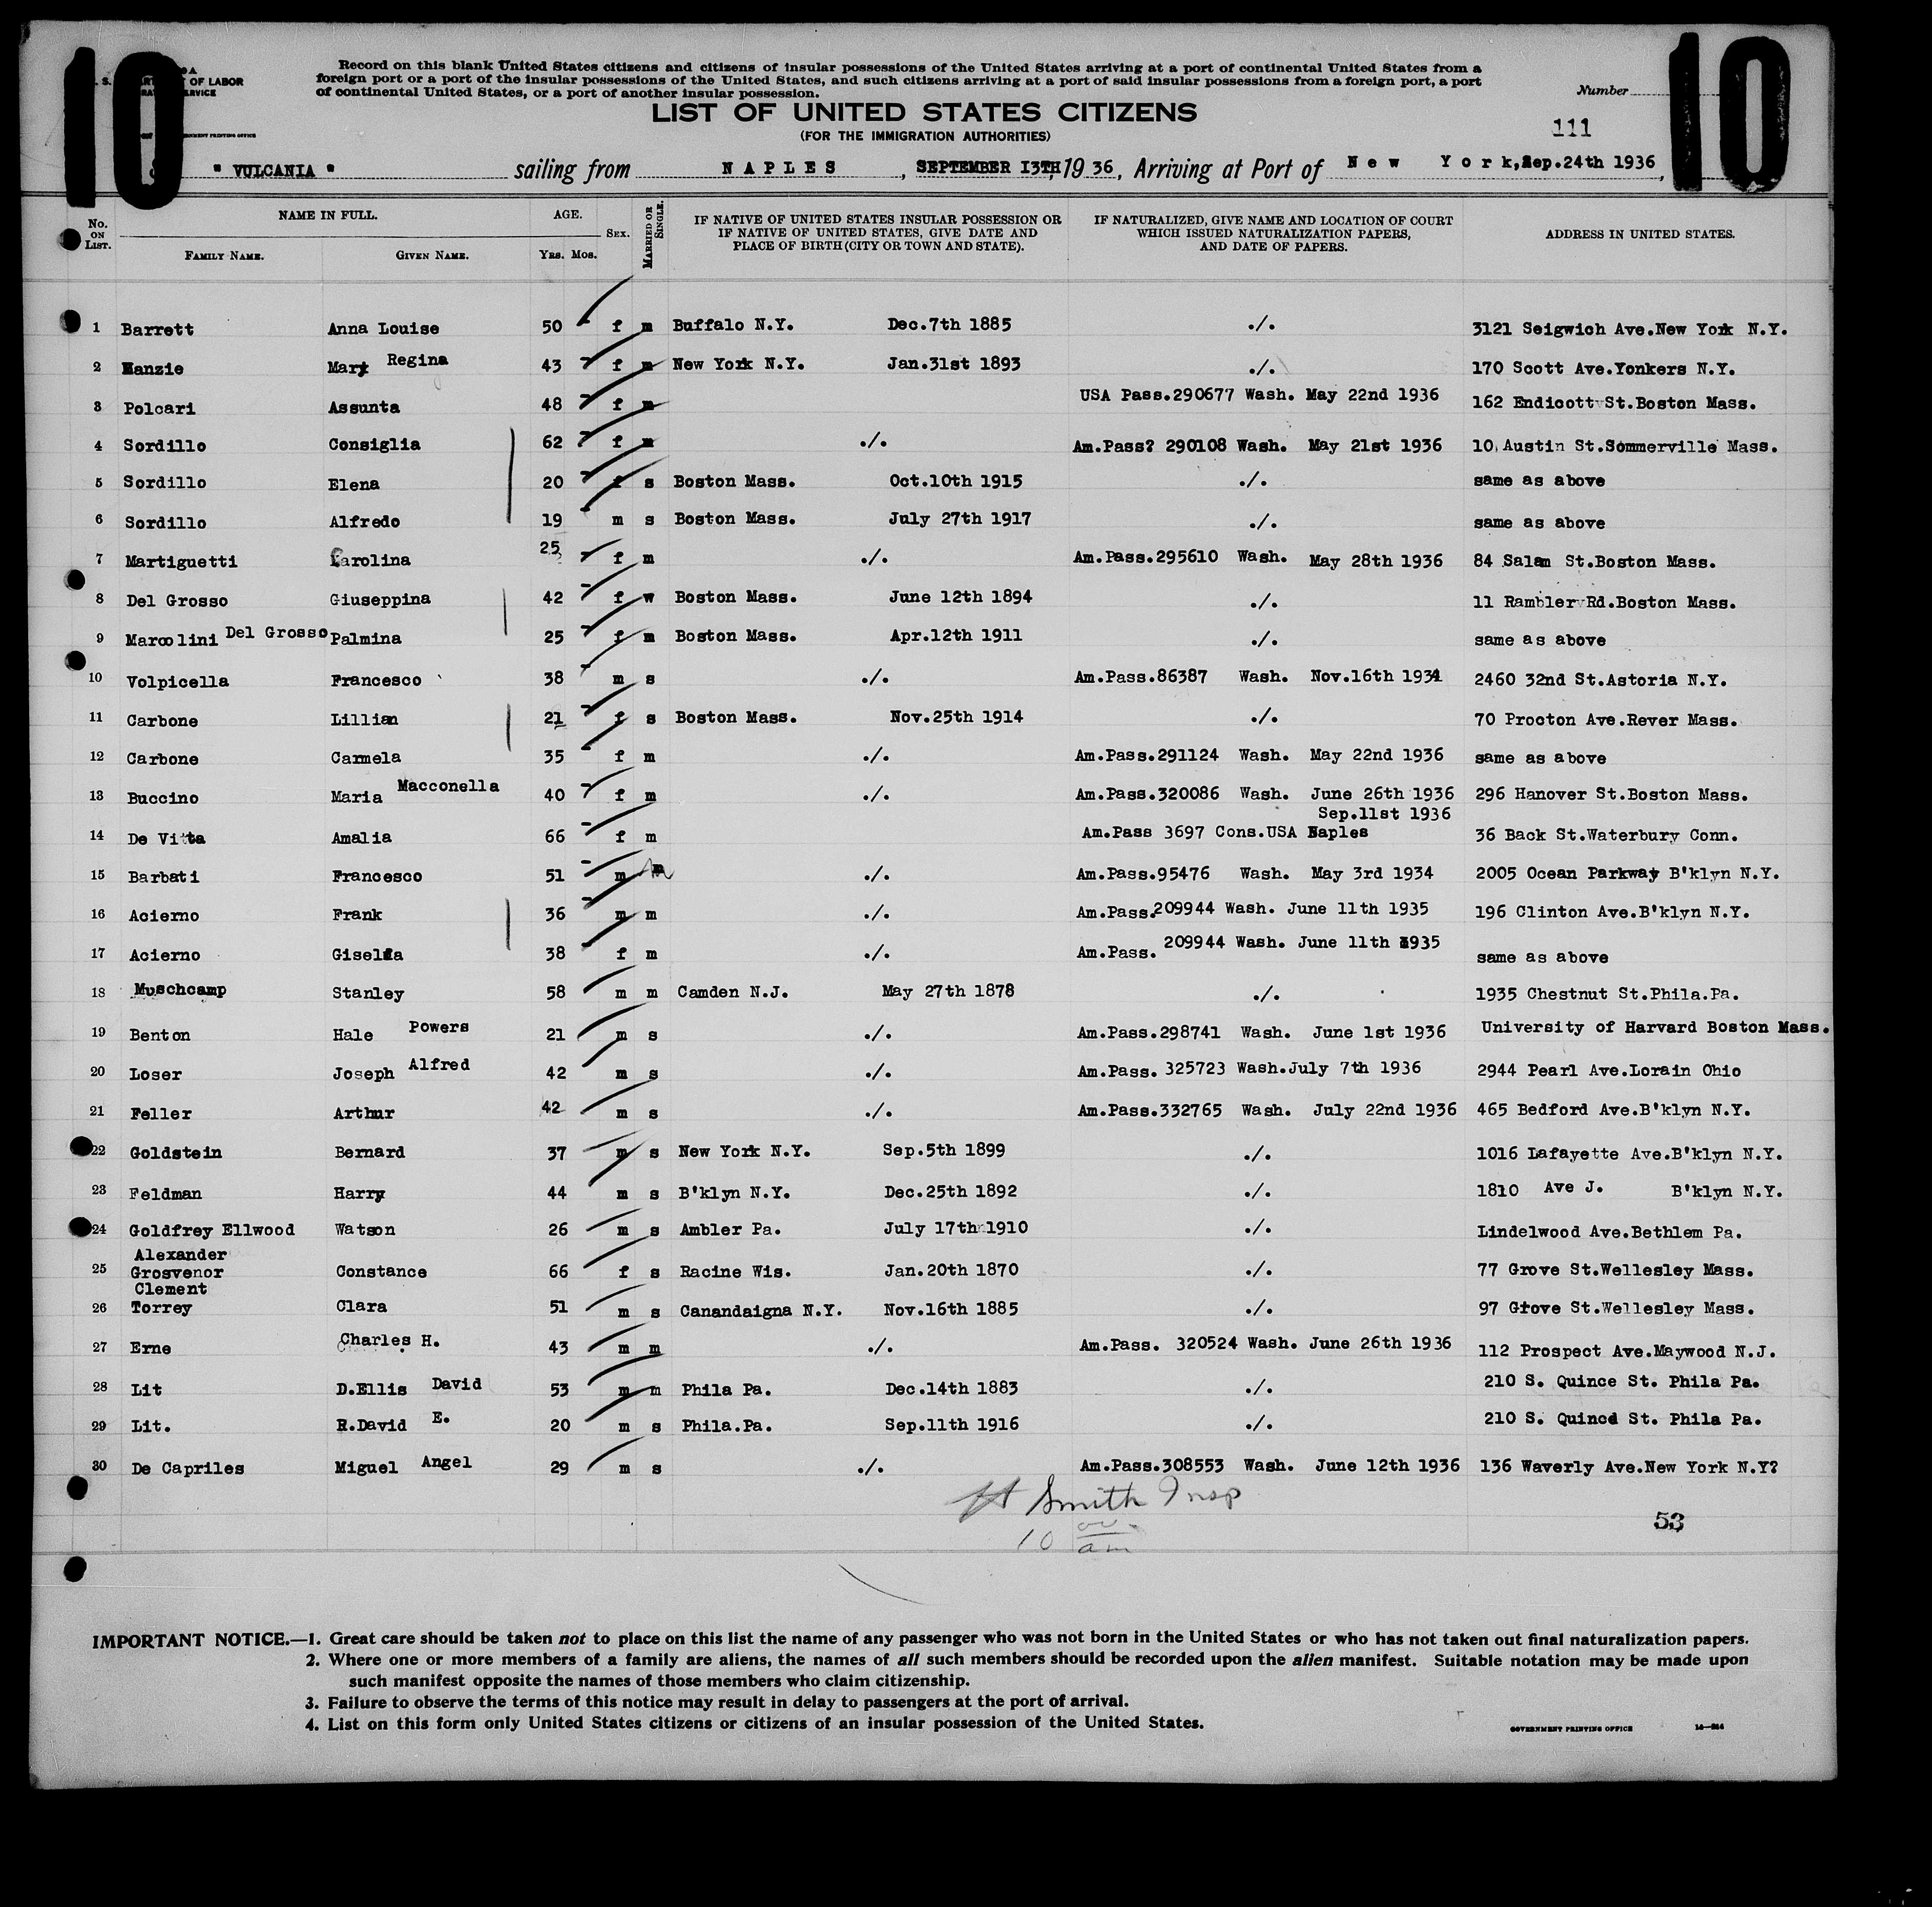 10
10
OF LABOR
Record on this blank United States citizens and citizens of insular possessions of the United States arriving at a port of continental United States from a
foreign port or a port of the insular possessions of the United States, and such citizens arriving at a port of said insular possessions from a foreign port, a port
of continental United States, or a port of another insular possession.
Number
LIST OF UNITED STATES CITIZENS
(FOR THE IMMIGRATION AUTHORITIES)
111
" VULCANIA " sailing from NAPLES, SEPTEMBER 13TH, 1936, Arriving at Port of New York, Sep.24th 1936,
No. ON LIST. NAME IN FULL. FAMILY NAME. GIVEN NAME. AGE. YRS. MOS. SEX. MARRIED OR SINGLE. IF NATIVE OF UNITED STATES INSULAR POSSESSION OR IF NATIVE OF UNITED STATES, GIVE DATE AND PLACE OF BIRTH (CITY OR TOWN AND STATE). IF NATURALIZED, GIVE NAME AND LOCATION OF COURT WHICH ISSUED NATURALIZATION PAPERS, AND DATE OF PAPERS. ADDRESS IN UNITED STATES.
1 Barrett Anna Louise 50 f m Buffalo N.Y. Dec.7th 1885 ./. 3121 Seigwich Ave.New York N.Y.
2 anzie Mary Regina 43 f m New York N.Y. Jan.31st 1893 ./. 170 Scott Ave.Yonkers N.Y.
3 Polcari Assunta 48 f m USA Pass.290677 Wash. May 22nd 1936 162 Endicott St.Boston Mass.
4 Sordillo Consiglia 62 f m ./. Am.Pass? 290108 Wash. May 21st 1936 10 Austin St.Sommerville Mass.
5 Sordillo Elena 20 f s Boston Mass. Oct.10th 1915 ./. same as above
6 Sordillo Alfredo 19 m s Boston Mass. July 27th 1917 ./. same as above
7 Martiguetti Carolina 25 f m ./. Am.Pass.295610 Wash. May 28th 1936 84 Salem St.Boston Mass.
8 Del Grosso Giuseppina 42 f w Boston Mass. June 12th 1894 ./. 11 Rambler Rd.Boston Mass.
9 Marcolini Del Grosso Palmina 25 f m Boston Mass. Apr.12th 1911 ./. same as above
10 Volpicella Francesco 38 m s ./. Am.Pass.86387 Wash. Nov.16th 1934 2460 32nd St.Astoria N.Y.
11 Carbone Lillian 21 f s Boston Mass. Nov.25th 1914 ./. 70 Procton Ave.Rever Mass.
12 Carbone Carmela 35 f m ./. Am.Pass.291124 Wash. May 22nd 1936 same as above
13 Buccino Maria Macconella 40 f m ./. Am.Pass.320086 Wash. June 26th 1936 296 Hanover St.Boston Mass.
Sep.11st 1936
14 De Vitta Amalia 66 f m Am.Pass 3697 Cons.USA Naples 36 Back St.Waterbury Conn.
15 Barbati Francesco 51 m m ./. Am.Pass.95476 Wash. May 3rd 1934 2005 Ocean Parkway B'klyn N.Y.
16 Acierno Frank 36 m m ./. Am.Pass.209944 Wash. June 11th 1935 196 Clinton Ave.B'klyn N.Y.
17 Acierno Gisella 38 f m ./. Am.Pass. 209944 Wash. June 11th 1935 same as above
18 Muschcamp Stanley 58 m m Camden N.J. May 27th 1878 ./. 1935 Chestnut St.Phila.Pa.
19 Benton Hale Powers 21 m s ./. Am.Pass.298741 Wash. June 1st 1936 University of Harvard Boston Mass.
20 Loser Joseph Alfred 42 m s ./. Am.Pass. 325723 Wash.July 7th 1936 2944 Pearl Ave.Lorain Ohio
21 Feller Arthur 42 m s ./. Am.Pass.332765 Wash. July 22nd 1936 465 Bedford Ave.B'klyn N.Y.
22 Goldstein Bernard 37 m s New York N.Y. Sep.5th 1899 ./. 1016 Lafayette Ave.B'klyn N.Y.
23 Feldman Harry 44 m s B'klyn N.Y. Dec.25th 1892 ./. 1810 Ave J. B'klyn N.Y.
24 Goldfrey Ellwood Watson 26 m s Ambler Pa. July 17th 1910 ./. Lindelwood Ave.Bethlem Pa.
Alexander
25 Grosvenor Constance 66 f s Racine Wis. Jan.20th 1870 ./. 77 Grove St.Wellesley Mass.
Clement
26 Torrey Clara 51 m s Canandaigna N.Y. Nov.16th 1885 ./. 97 Grove St.Wellesley Mass.
27 Erne Charles H. 43 m m ./. Am.Pass. 320524 Wash. June 26th 1936 112 Prospect Ave.Maywood N.J.
28 Lit D.Ellis David 53 m m Phila Pa. Dec.14th 1883 ./. 210 S. Quince St. Phila Pa.
29 Lit. R.David E. 20 m s Phila.Pa. Sep.11th 1916 ./. 210 S. Quince St. Phila Pa.
30 De Capriles Miguel Angel 29 m s ./. Am.Pass.308553 Wash. June 12th 1936 136 Waverly Ave.New York N.Y?
Smith Insp
10 am
53
IMPORTANT NOTICE.—1. Great care should be taken not to place on this list the name of any passenger who was not born in the United States or who has not taken out final naturalization papers.
2. Where one or more members of a family are aliens, the names of all such members should be recorded upon the alien manifest. Suitable notation may be made upon
such manifest opposite the names of those members who claim citizenship.
3. Failure to observe the terms of this notice may result in delay to passengers at the port of arrival.
4. List on this form only United States citizens or citizens of an insular possession of the United States.
GOVERNMENT PRINTING OFFICE